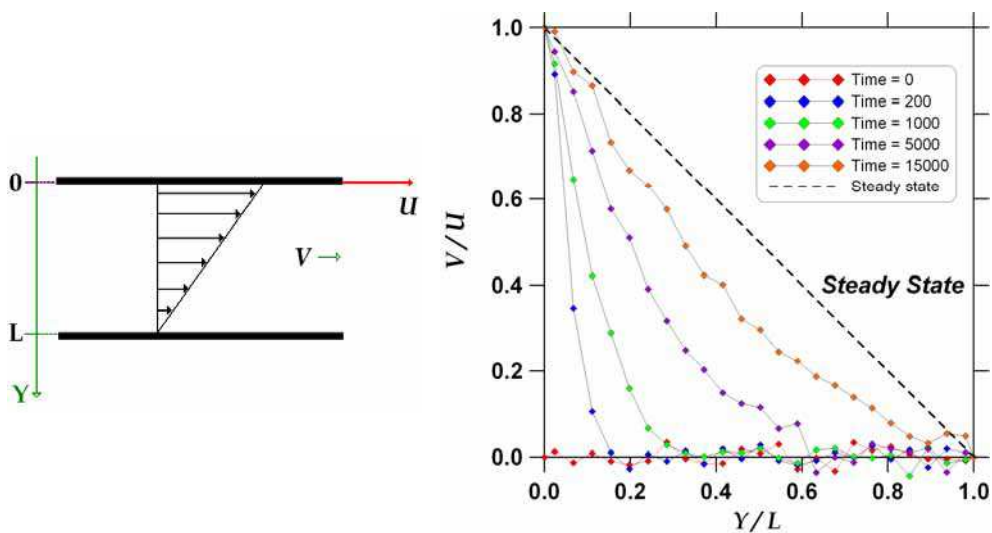 0
U
V
L
Y
1.0
0.8
0.6
0.4
0.2
0.0
V/U
Time = 0
Time = 200
Time = 1000
Time = 5000
Time = 15000
Steady state
Steady State
0.0 0.2 0.4 0.6 0.8 1.0
Y/L